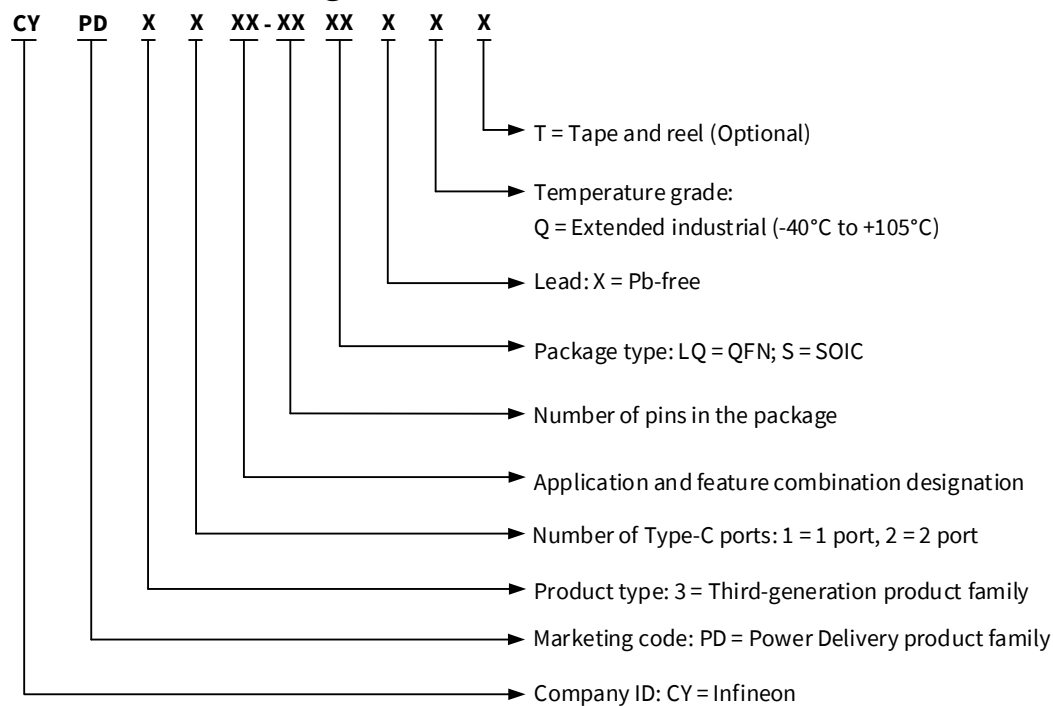 CY PD X X XX - XX XX X X X
T = Tape and reel (Optional)
Temperature grade:
Q = Extended industrial (-40°C to +105°C)
Lead: X = Pb-free
Package type: LQ = QFN; S = SOIC
Number of pins in the package
Application and feature combination designation
Number of Type-C ports: 1 = 1 port, 2 = 2 port
Product type: 3 = Third-generation product family
Marketing code: PD = Power Delivery product family
Company ID: CY = Infineon